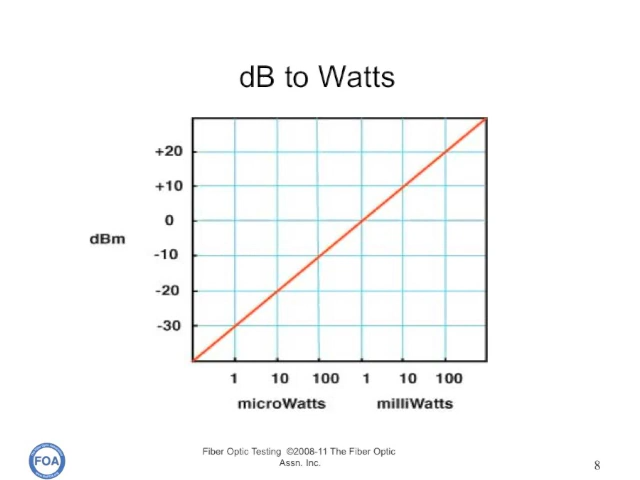 dB to Watts
+20
+10
0
dBm
-10
-20
-30
1 10 100 1 10 100
microWatts milliWatts
FOA
Fiber Optic Testing ©2008-11 The Fiber Optic
Assn. Inc.
8